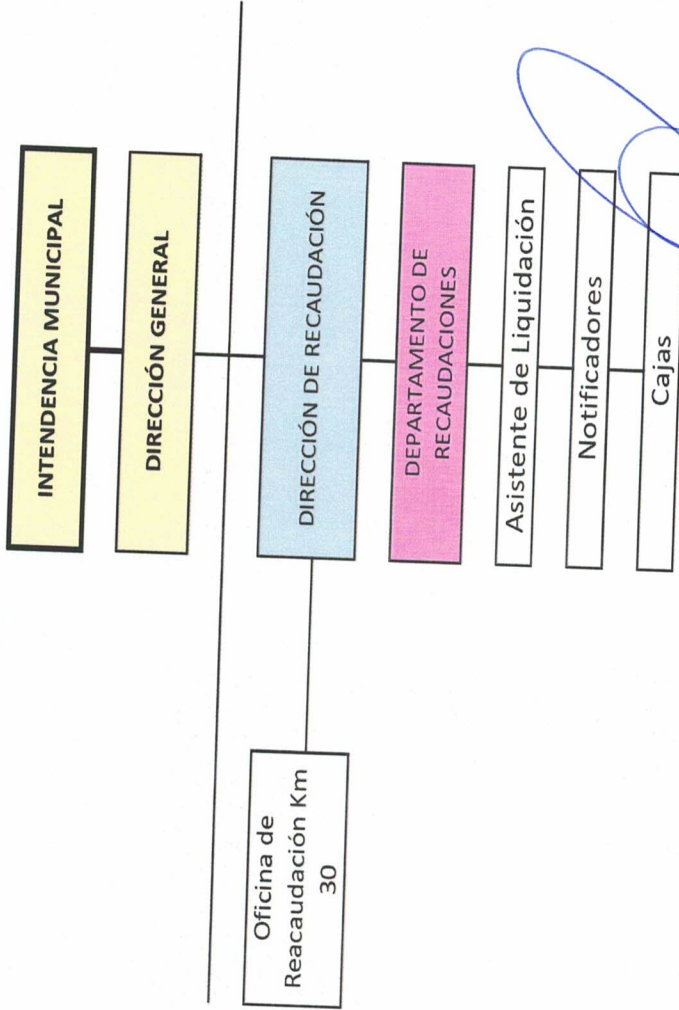 INTENDENCIA MUNICIPAL
DIRECCIÓN GENERAL
DIRECCIÓN DE RECAUDACIÓN
Oficina de
Reacaudación Km
30
DEPARTAMENTO DE
RECAUDACIONES
Asistente de Liquidación
Notificadores
Cajas